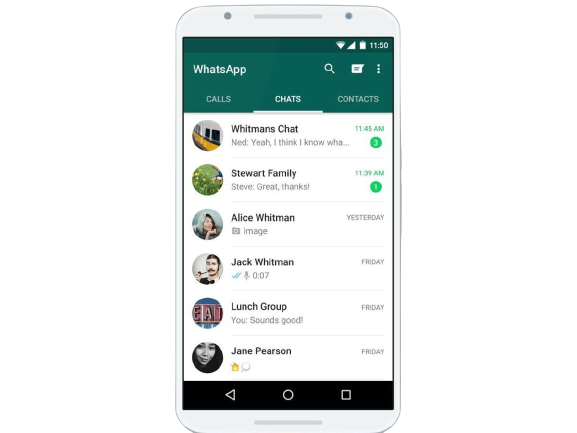 11:50
WhatsApp
CALLS CHATS CONTACTS
Whitmans Chat 11:45 AM
Ned: Yeah, I think I know wha... 3
Stewart Family 11:39 AM
Steve: Great, thanks! 1
Alice Whitman YESTERDAY
Image
Jack Whitman FRIDAY
0:07
Lunch Group FRIDAY
EAT
You: Sounds good!
Jane Pearson FRIDAY